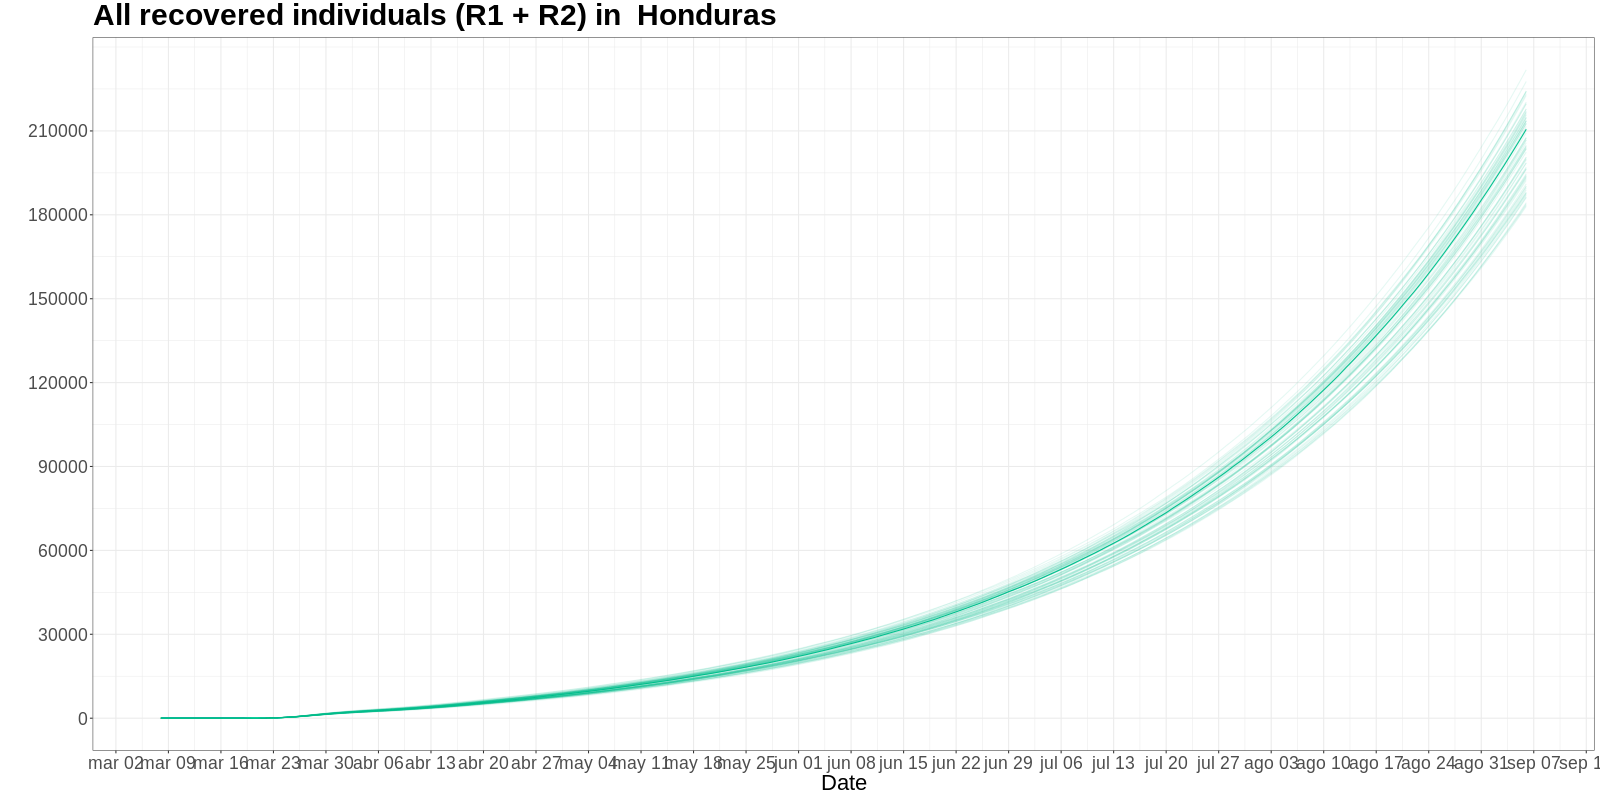 All recovered individuals (R1 + R2) in  Honduras
210000
180000
150000
120000
90000
60000
30000
0
mar 02 mar 09 mar 16 mar 23 mar 30 abr 06 abr 13 abr 20 abr 27 may 04 may 11 may 18 may 25 jun 01 jun 08 jun 15 jun 22 jun 29 jul 06 jul 13 jul 20 jul 27 ago 03 ago 10 ago 17 ago 24 ago 31 sep 07 sep 1
Date